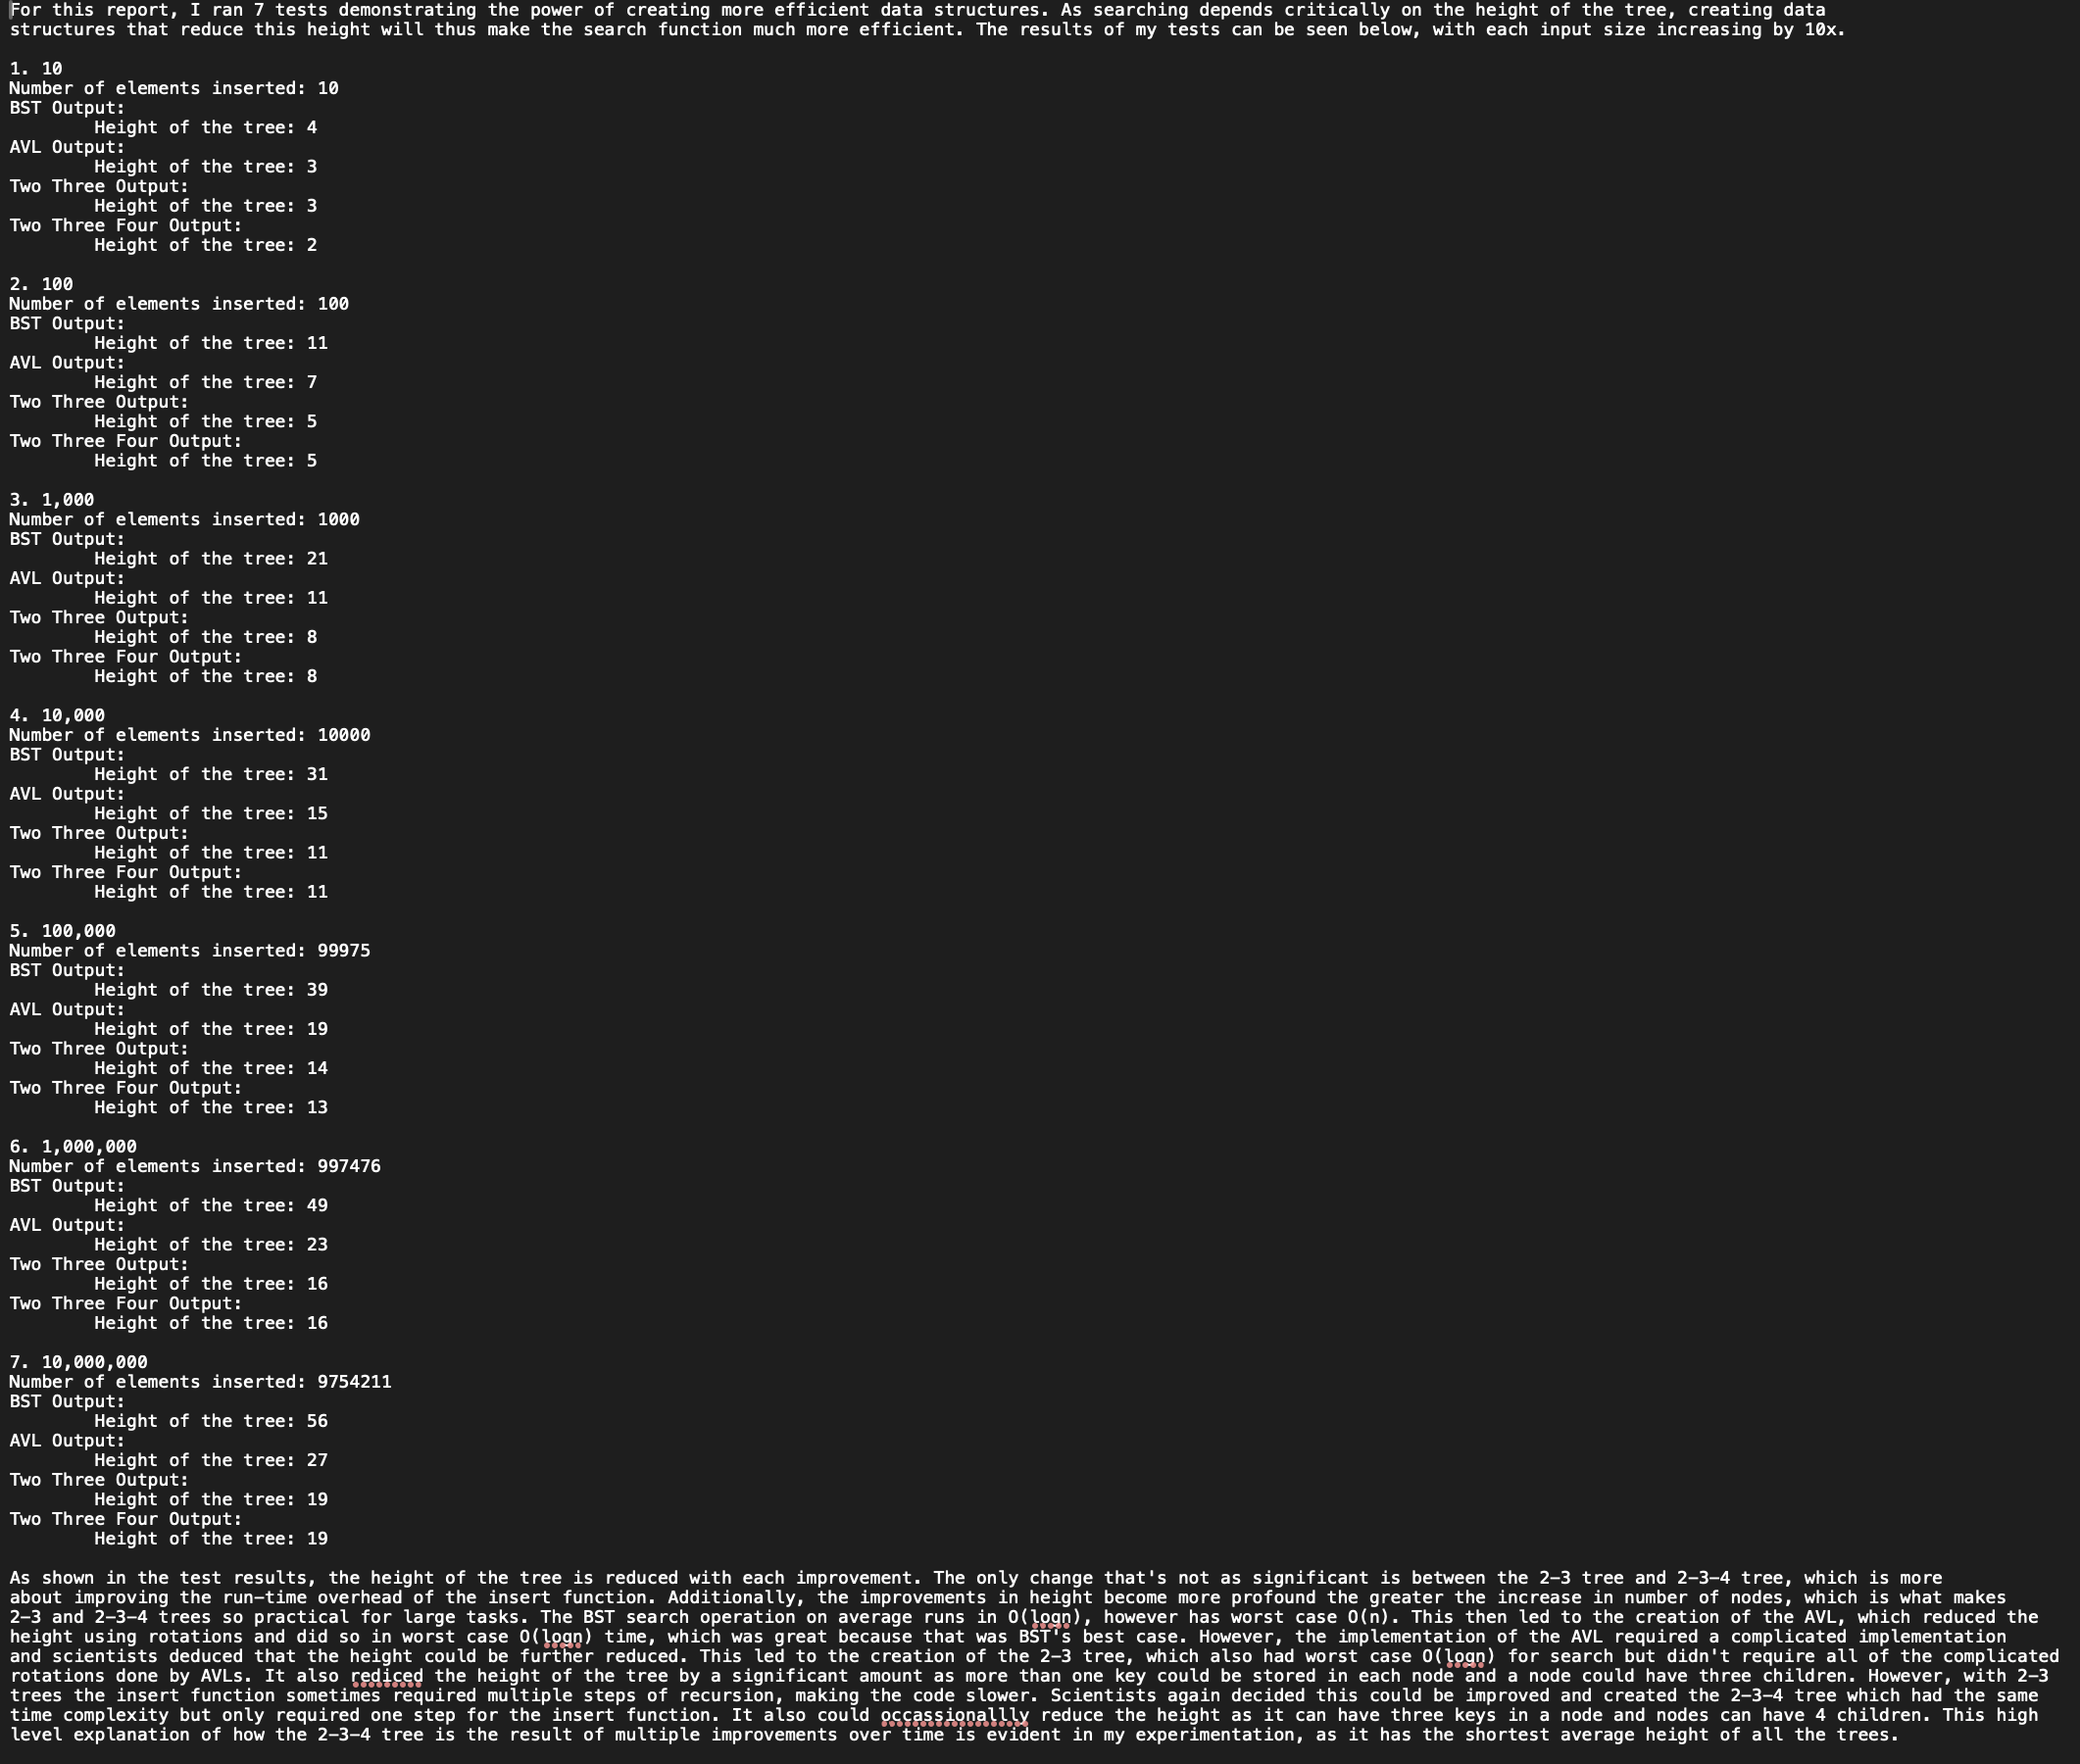 For this report, I ran 7 tests demonstrating the power of creating more efficient data structures. As searching depends critically on the height of the tree, creating data
structures that reduce this height will thus make the search function much more efficient. The results of my tests can be seen below, with each input size increasing by 10x.
1. 10
Number of elements inserted: 10
BST Output:
Height of the tree: 4
AVL Output:
Height of the tree: 3
Two Three Output:
Height of the tree: 3
Two Three Four Output:
Height of the tree: 2
2. 100
Number of elements inserted: 100
BST Output:
Height of the tree: 11
AVL Output:
Height of the tree: 7
Two Three Output:
Height of the tree: 5
Two Three Four Output:
Height of the tree: 5
3. 1,000
Number of elements inserted: 1000
BST Output:
Height of the tree: 21
AVL Output:
Height of the tree: 11
Two Three Output:
Height of the tree: 8
Two Three Four Output:
Height of the tree: 8
4. 10,000
Number of elements inserted: 10000
BST Output:
Height of the tree: 31
AVL Output:
Height of the tree: 15
Two Three Output:
Height of the tree: 11
Two Three Four Output:
Height of the tree: 11
5. 100,000
Number of elements inserted: 99975
BST Output:
Height of the tree: 39
AVL Output:
Height of the tree: 19
Two Three Output:
Height of the tree: 14
Two Three Four Output:
Height of the tree: 13
6. 1,000,000
Number of elements inserted: 997476
BST Output:
Height of the tree: 49
AVL Output:
Height of the tree: 23
Two Three Output:
Height of the tree: 16
Two Three Four Output:
Height of the tree: 16
7. 10,000,000
Number of elements inserted: 9754211
BST Output:
Height of the tree: 56
AVL Output:
Height of the tree: 27
Two Three Output:
Height of the tree: 19
Two Three Four Output:
Height of the tree: 19
As shown in the test results, the height of the tree is reduced with each improvement. The only change that's not as significant is between the 2-3 tree and 2-3-4 tree, which is more
about improving the run-time overhead of the insert function. Additionally, the improvements in height become more profound the greater the increase in number of nodes, which is what makes
2-3 and 2-3-4 trees so practical for large tasks. The BST search operation on average runs in O(logn), however has worst case O(n). This then led to the creation of the AVL, which reduced the
height using rotations and did so in worst case O(logn) time, which was great because that was BST's best case. However, the implementation of the AVL required a complicated implementation
and scientists deduced that the height could be further reduced. This led to the creation of the 2-3 tree, which also had worst case O(logn) for search but didn't require all of the complicated
rotations done by AVLs. It also rediced the height of the tree by a significant amount as more than one key could be stored in each node and a node could have three children. However, with 2-3
trees the insert function sometimes required multiple steps of recursion, making the code slower. Scientists again decided this could be improved and created the 2-3-4 tree which had the same
time complexity but only required one step for the insert function. It also could occassionallly reduce the height as it can have three keys in a node and nodes can have 4 children. This high
level explanation of how the 2-3-4 tree is the result of multiple improvements over time is evident in my experimentation, as it has the shortest average height of all the trees.